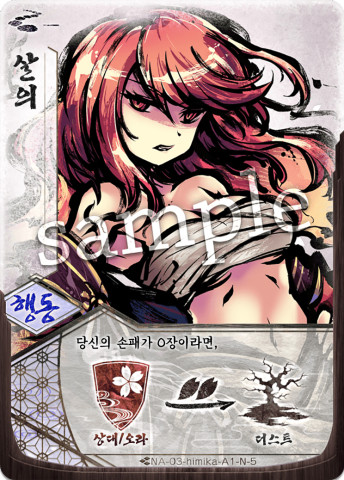 살의
sample
행동
당신의 손패가 0장이라면,
상대/오라
더스트
NA-03-himika-A1-N-5